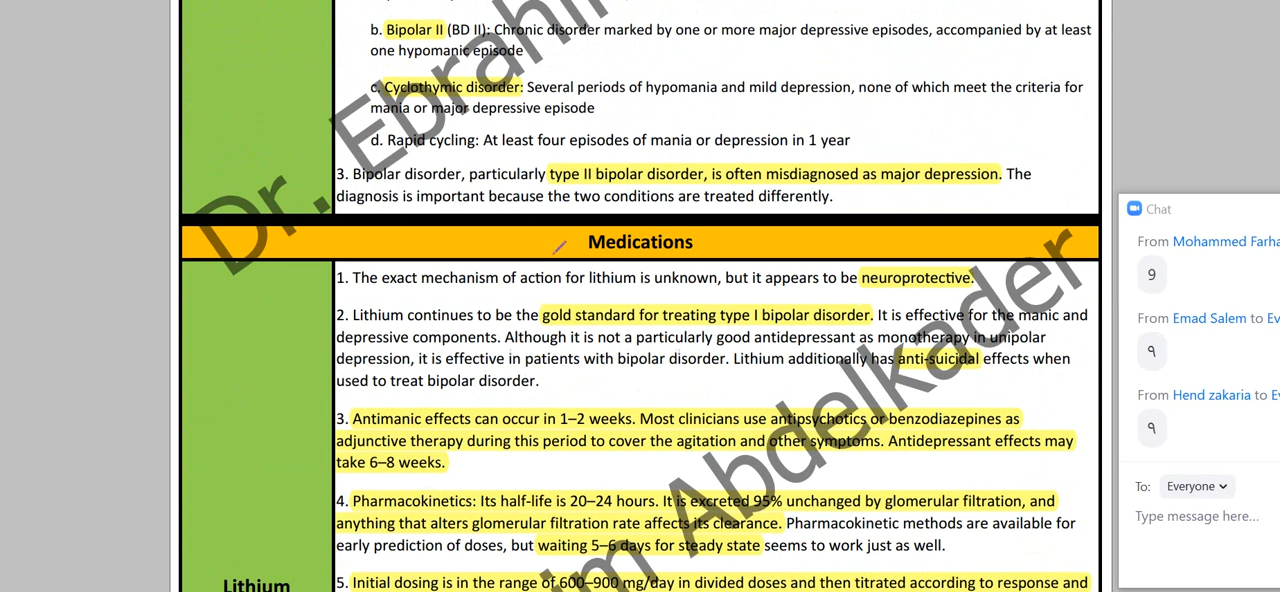 b. Bipolar II (BD II): Chronic disorder marked by one or more major depressive episodes, accompanied by at least
one hypomanic episode
c. Cyclothymic disorder: Several periods of hypomania and mild depression, none of which meet the criteria for
mania or major depressive episode
d. Rapid cycling: At least four episodes of mania or depression in 1 year
3. Bipolar disorder, particularly type II bipolar disorder, is often misdiagnosed as major depression. The
diagnosis is important because the two conditions are treated differently.
Medications
1. The exact mechanism of action for lithium is unknown, but it appears to be neuroprotective.
2. Lithium continues to be the gold standard for treating type I bipolar disorder. It is effective for the manic and
depressive components. Although it is not a particularly good antidepressant as monotherapy in unipolar
depression, it is effective in patients with bipolar disorder. Lithium additionally has anti-suicidal effects when
used to treat bipolar disorder.
3. Antimanic effects can occur in 1–2 weeks. Most clinicians use antipsychotics or benzodiazepines as
adjunctive therapy during this period to cover the agitation and other symptoms. Antidepressant effects may
take 6–8 weeks.
4. Pharmacokinetics: Its half-life is 20–24 hours. It is excreted 95% unchanged by glomerular filtration, and
anything that alters glomerular filtration rate affects its clearance. Pharmacokinetic methods are available for
early prediction of doses, but waiting 5–6 days for steady state seems to work just as well.
5. Initial dosing is in the range of 600–900 mg/day in divided doses and then titrated according to response and
Lithium
Dr. Ebrahim Abdelkader
Chat
From Mohammed Farha
9
From Emad Salem to Ev
٩
From Hend zakaria to Ev
٩
To: Everyone
Type message here...